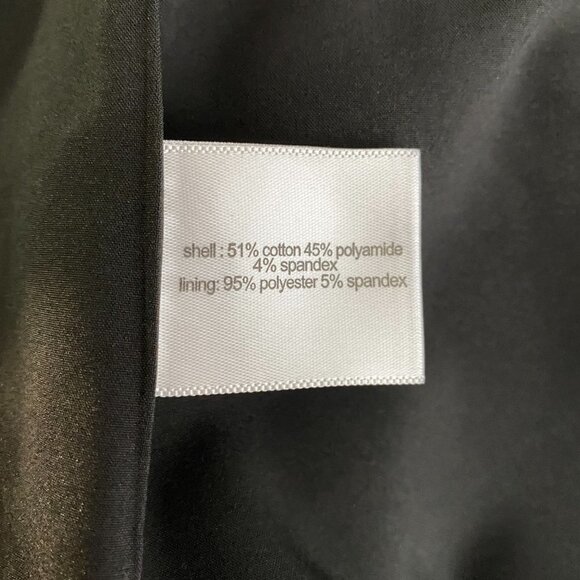 shell : 51% cotton 45% polyamide
4% spandex
lining: 95% polyester 5% spandex